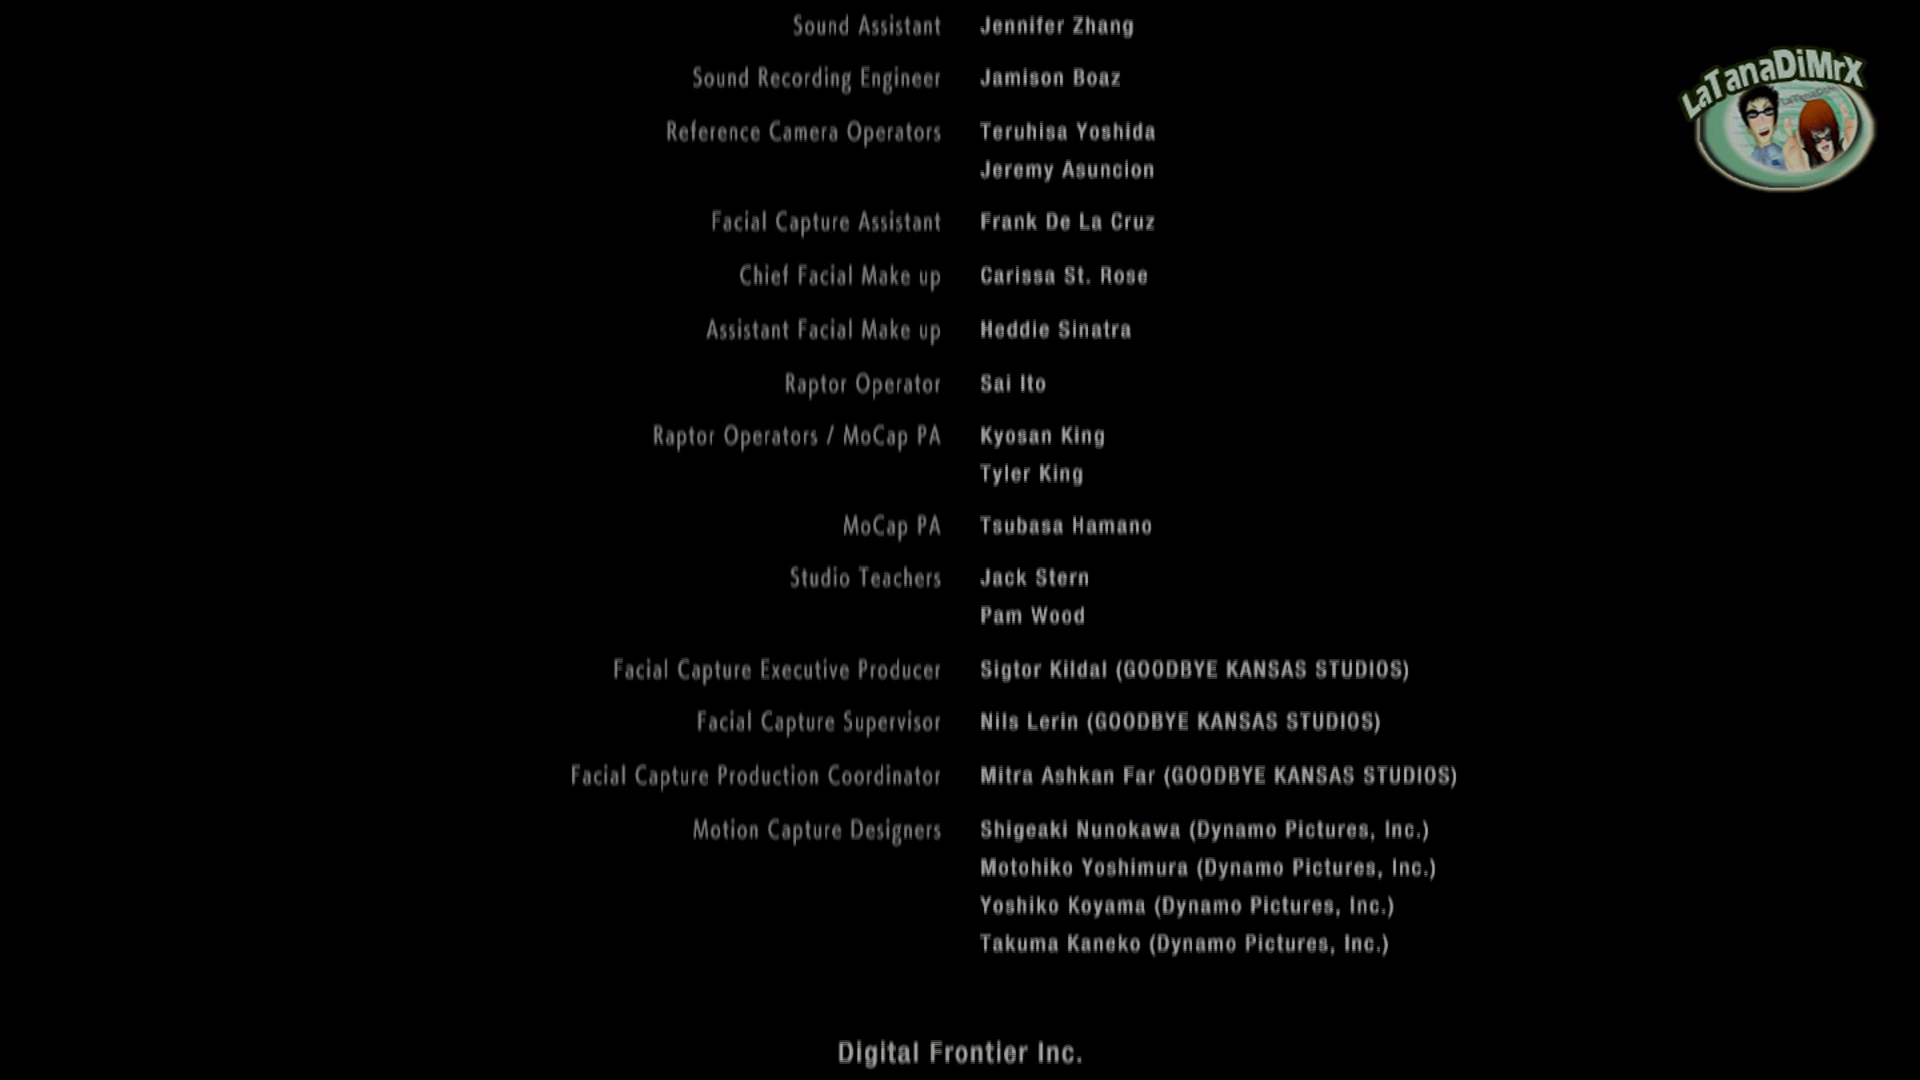 Sound Assistant Jennifer Zhang
Sound Recording Engineer Jamison Boaz
Reference Camera Operators Teruhisa Yoshida
Jeremy Asuncion
Facial Capture Assistant Frank De La Cruz
Chief Facial Make up Carissa St. Rose
Assistant Facial Make up Heddie Sinatra
Raptor Operator Sai Ito
Raptor Operators / MoCap PA Kyosan King
Tyler King
MoCap PA Tsubasa Hamano
Studio Teachers Jack Stern
Pam Wood
Facial Capture Executive Producer Sigtor Kildal (GOODBYE KANSAS STUDIOS)
Facial Capture Supervisor Nils Lerin (GOODBYE KANSAS STUDIOS)
Facial Capture Production Coordinator Mitra Ashkan Far (GOODBYE KANSAS STUDIOS)
Motion Capture Designers Shigeaki Nunokawa (Dynamo Pictures, Inc.)
Motohiko Yoshimura (Dynamo Pictures, Inc.)
Yoshiko Koyama (Dynamo Pictures, Inc.)
Takuma Kaneko (Dynamo Pictures, Inc.)
Digital Frontier Inc.
LaTanaDiMrX